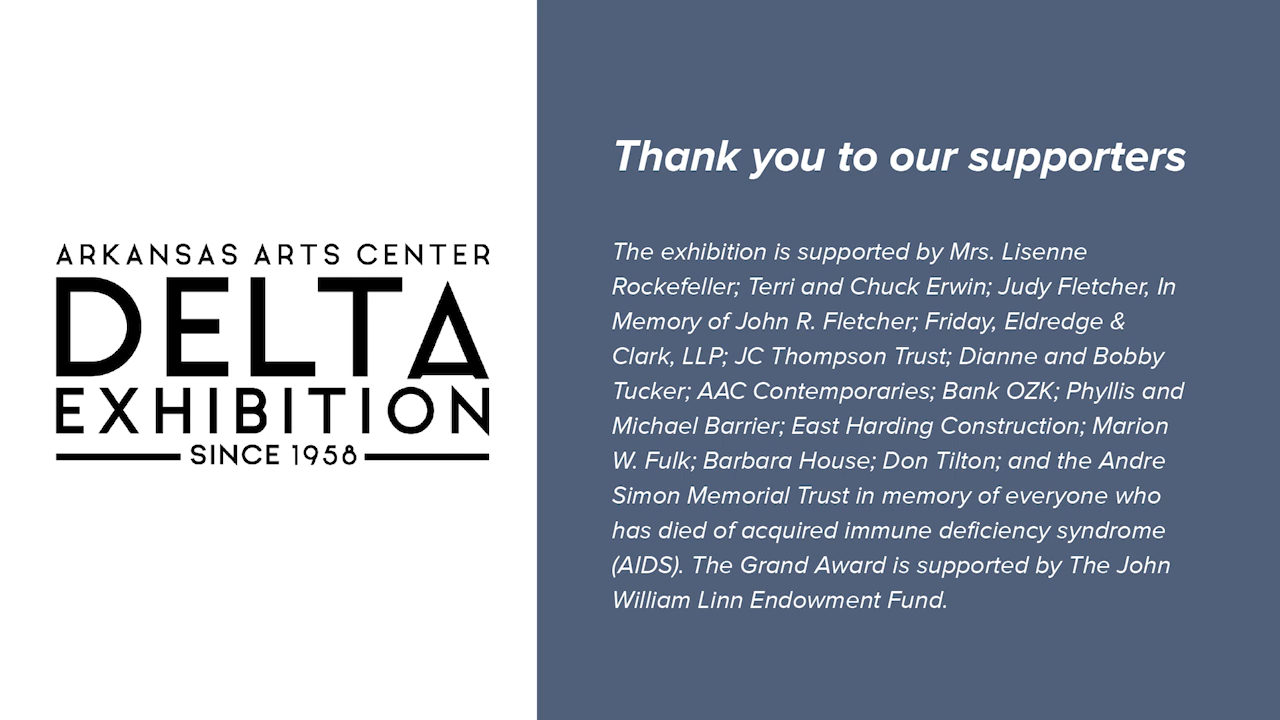 ARKANSAS ARTS CENTER
DELTA
EXHIBITION
SINCE 1958
Thank you to our supporters
The exhibition is supported by Mrs. Lisenne
Rockefeller; Terri and Chuck Erwin; Judy Fletcher, In
Memory of John R. Fletcher; Friday, Eldredge &
Clark, LLP; JC Thompson Trust; Dianne and Bobby
Tucker; AAC Contemporaries; Bank OZK; Phyllis and
Michael Barrier; East Harding Construction; Marion
W. Fulk; Barbara House; Don Tilton; and the Andre
Simon Memorial Trust in memory of everyone who
has died of acquired immune deficiency syndrome
(AIDS). The Grand Award is supported by The John
William Linn Endowment Fund.